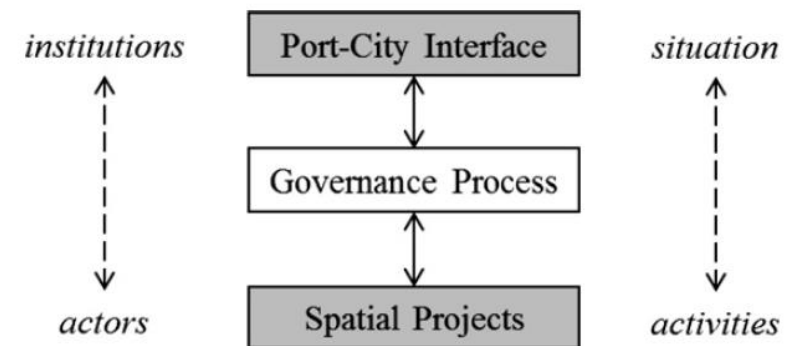 institutions
Port-City Interface
situation
Governance Process
actors
Spatial Projects
activities